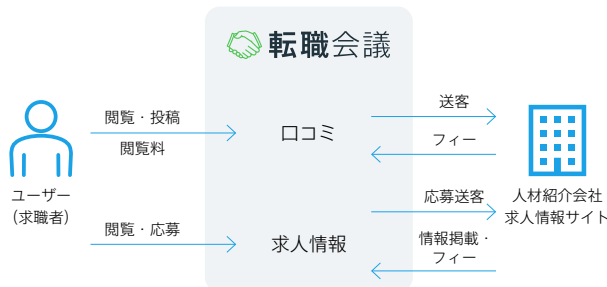 転職会議
閲覧・投稿
閲覧料
口コミ
送客
フィー
ユーザー
(求職者)
人材紹介会社
求人情報サイト
閲覧・応募
求人情報
応募送客
情報掲載・
フィー